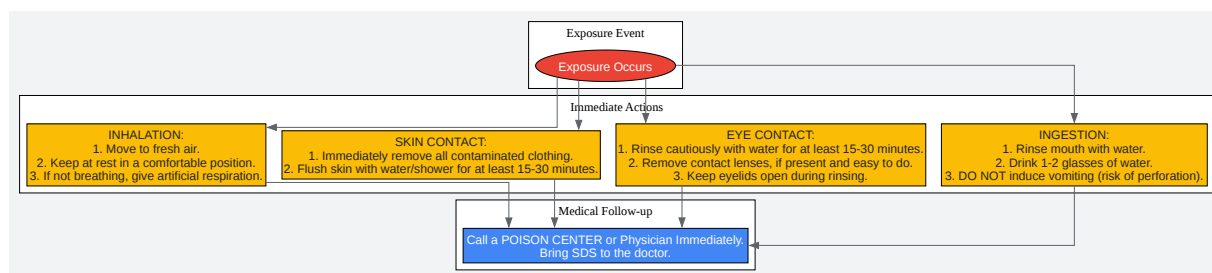 Exposure Event
Exposure Occurs
Immediate Actions
INHALATION:
1. Move to fresh air.
2. Keep at rest in a comfortable position.
3. If not breathing, give artificial respiration.
SKIN CONTACT:
1. Immediately remove all contaminated clothing.
2. Flush skin with water/shower for at least 15-30 minutes.
EYE CONTACT:
1. Rinse cautiously with water for at least 15-30 minutes.
2. Remove contact lenses, if present and easy to do.
3. Keep eyelids open during rinsing.
INGESTION:
1. Rinse mouth with water.
2. Drink 1-2 glasses of water.
3. DO NOT induce vomiting (risk of perforation).
Medical Follow-up
Call a POISON CENTER or Physician Immediately.
Bring SDS to the doctor.